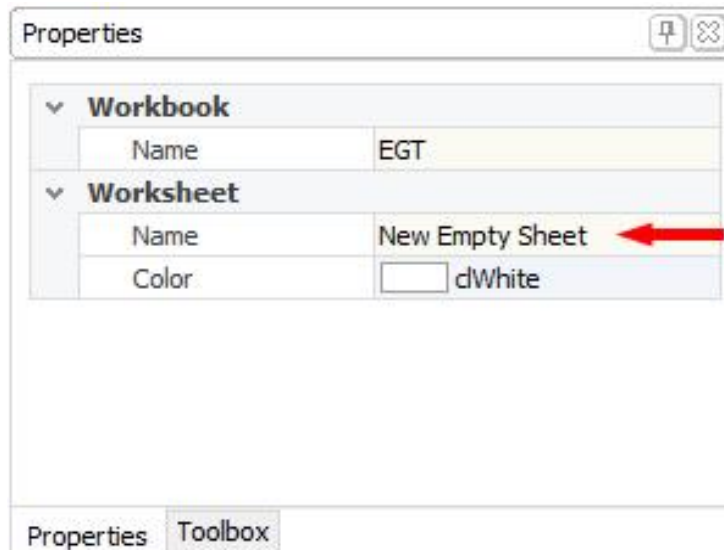 Properties
Workbook
Name EGT
Worksheet
Name New Empty Sheet
Color clWhite
Properties Toolbox